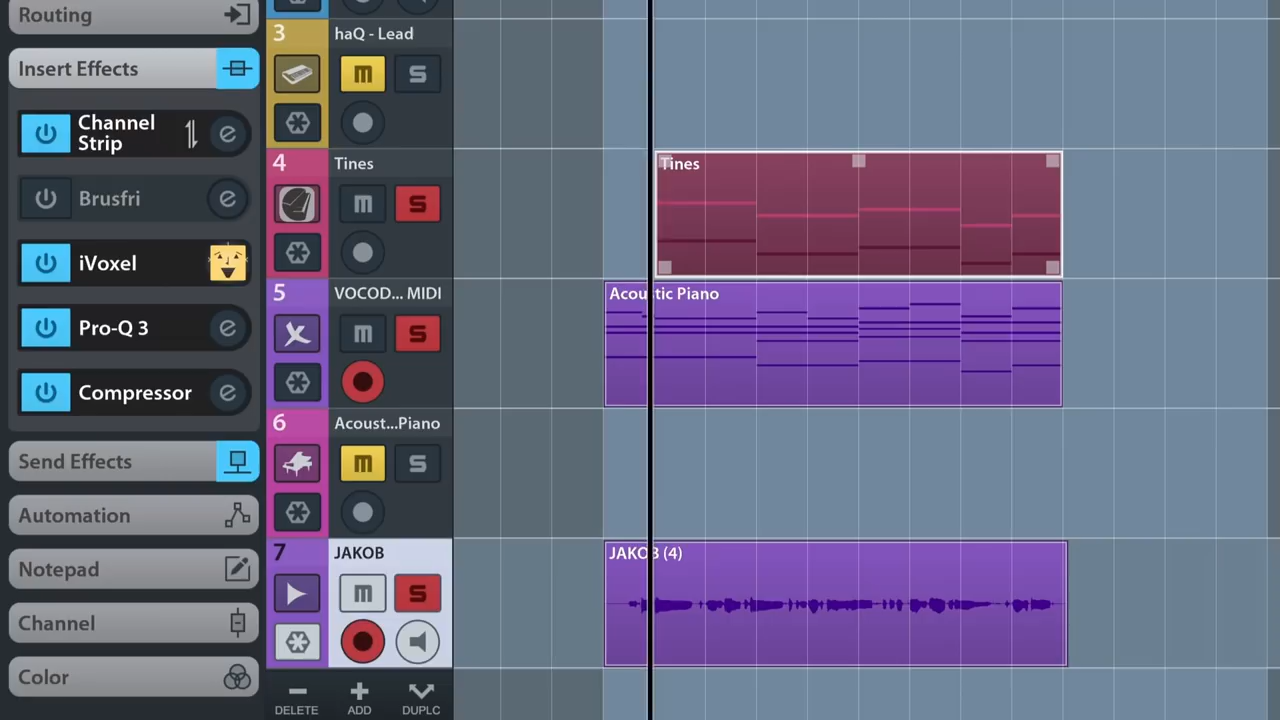 Routing
Insert Effects
Channel
Strip
e
Brusfri
e
iVoxel
Pro-Q 3
e
Compressor
e
Send Effects
Automation
Notepad
Channel
Color
3 haQ - Lead
m S
4 Tines
m S
5 VOCOD... MIDI
m S
6 Acoust...Piano
m S
7 JAKOB
m S
DELETE ADD DUPLC
Tines
Acoustic Piano
JAKOB (4)